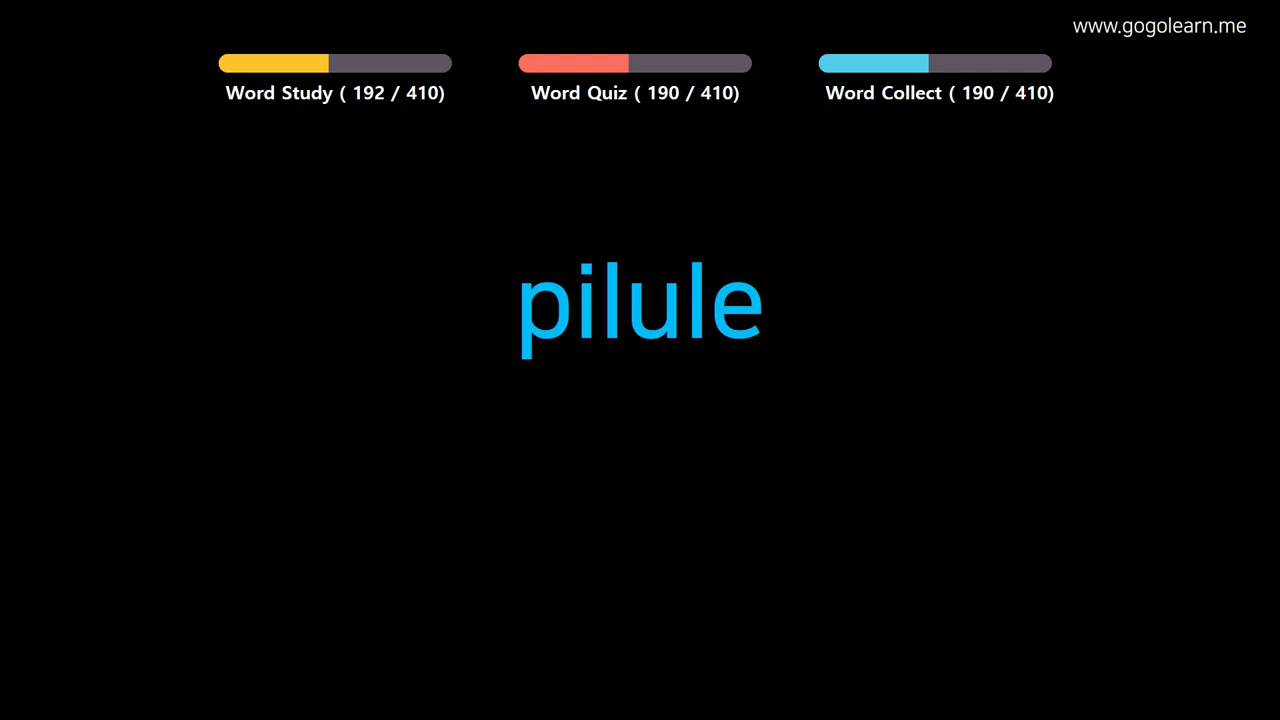 www.gogolearn.me
Word Study ( 192 / 410)
Word Quiz ( 190 / 410)
Word Collect ( 190 / 410)
pilule